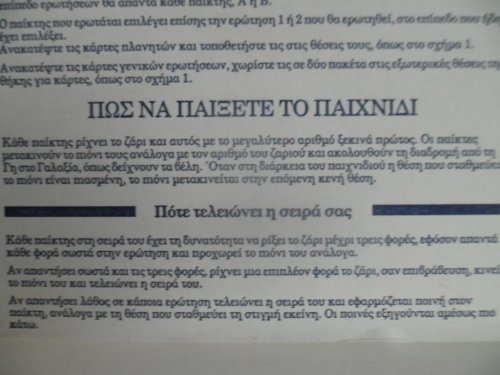 επίπεδο ερωτήσεων θα απαντά κάθε παίκτης, Α ή Β.
Ο παίκτης που ερωτάται επιλέγει επίσης την ερώτηση 1 ή 2 που θα ερωτηθεί, στο επίπεδο που
έχει επιλέξει.
Ανακατέψτε τις κάρτες πλανητών και τοποθετήστε τις στις θέσεις τους, όπως στο σχήμα 1.
Ανακατέψτε τις κάρτες γενικών ερωτήσεων, χωρίστε τις σε δύο πακέτα στις εξωτερικές θέσεις της
θήκης για κάρτες, όπως στο σχήμα 1.
ΠΩΣ ΝΑ ΠΑΙΞΕΤΕ ΤΟ ΠΑΙΧΝΙΔΙ
Κάθε παίκτης ρίχνει το ζάρι και αυτός με το μεγαλύτερο αριθμό ξεκινά πρώτος. Οι παίκτες
μετακινούν το πιόνι τους ανάλογα με τον αριθμό του ζαριού και ακολουθούν τη διαδρομή από τη
Γη στο Γαλαξία, όπως δείχνουν τα βέλη. Όταν στη διάρκεια του παιχνιδιού η θέση που σταθμεύει
το πιόνι είναι πιασμένη, το πιόνι μετακινείται στην επόμενη κενή θέση.
Πότε τελειώνει η σειρά σας
Κάθε παίκτης στη σειρά του έχει τη δυνατότητα να ρίξει το ζάρι μέχρι τρεις φορές, εφόσον απαντά
κάθε φορά σωστά στην ερώτηση και προχωρεί το πιόνι του ανάλογα.
Αν απαντήσει σωστά και τις τρεις φορές, ρίχνει μια επιπλέον φορά το ζάρι, σαν επιβράβευση, κινεί
το πιόνι του και τελειώνει η σειρά του.
Αν απαντήσει λάθος σε κάποια ερώτηση τελειώνει η σειρά του και εφαρμόζεται ποινή στον
παίκτη, ανάλογα με τη θέση που σταθμεύει τη στιγμή εκείνη. Οι ποινές εξηγούνται αμέσως πιο
κάτω.